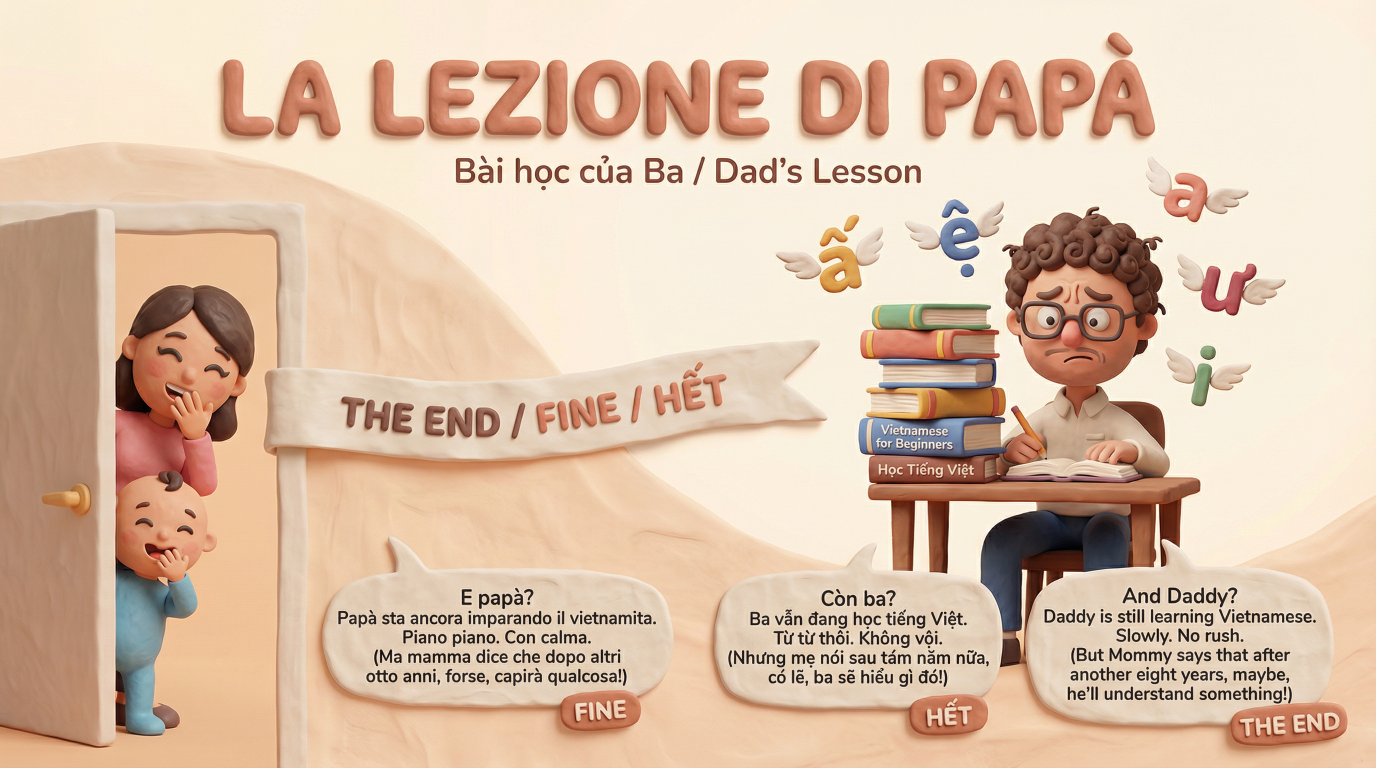 LA LEZIONE DI PAPÀ
Bài học của Ba / Dad's Lesson
ấ
ệ
a
ư
i
THE END / FINE / HẾT
Vietnamese
for Beginners
Học Tiếng Việt
E papà?
Papà sta ancora imparando il vietnamita.
Piano piano. Con calma.
(Ma mamma dice che dopo altri
otto anni, forse, capirà qualcosa!)
FINE
Còn ba?
Ba vẫn đang học tiếng Việt.
Từ từ thôi. Không vội.
(Nhưng mẹ nói sau tám năm nữa,
có lẽ, ba sẽ hiểu gì đó!)
HẾT
And Daddy?
Daddy is still learning Vietnamese.
Slowly. No rush.
(But Mommy says that after
another eight years, maybe,
he'll understand something!)
THE END